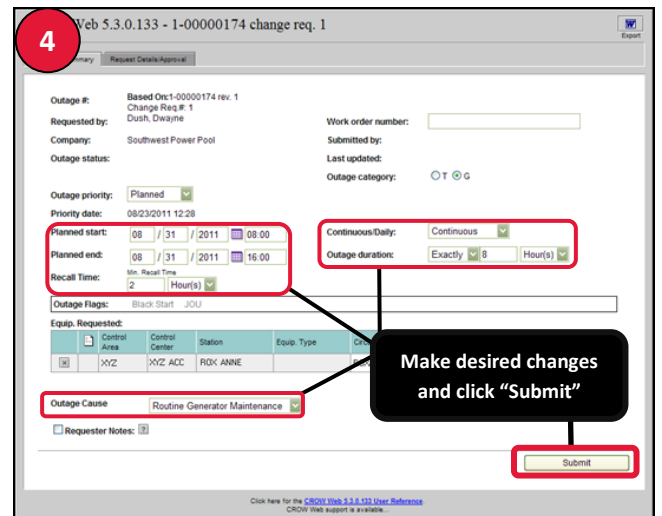 4
Web 5.3.0.133 - 1-00000174 change req. 1
Export
Request Details/Approval
Outage #: Based On:1-00000174 rev. 1
Change Req.#: 1
Requested by: Dush, Dwayne Work order number:
Company: Southwest Power Pool Submitted by:
Outage status: Last updated:
Outage category: T G
Outage priority: Planned
Priority date: 08/23/2011 12:28
Planned start: 08 / 31 / 2011 08:00 Continuous/Daily: Continuous
Planned end: 08 / 31 / 2011 16:00 Outage duration: Exactly 8 Hour(s)
Min. Recall Time
Recall Time: 2 Hour(s)
Outage Flags: Black Start JOU
Equip. Requested:
Control Area Control Center Station Equip. Type
XYZ XYZ ACC ROX ANNE
Make desired changes
and click “Submit”
Outage Cause Routine Generator Maintenance
Requester Notes: ?
Submit
Click here for the CROW Web 5.3.0.133 User Reference.
CROW Web support is available...